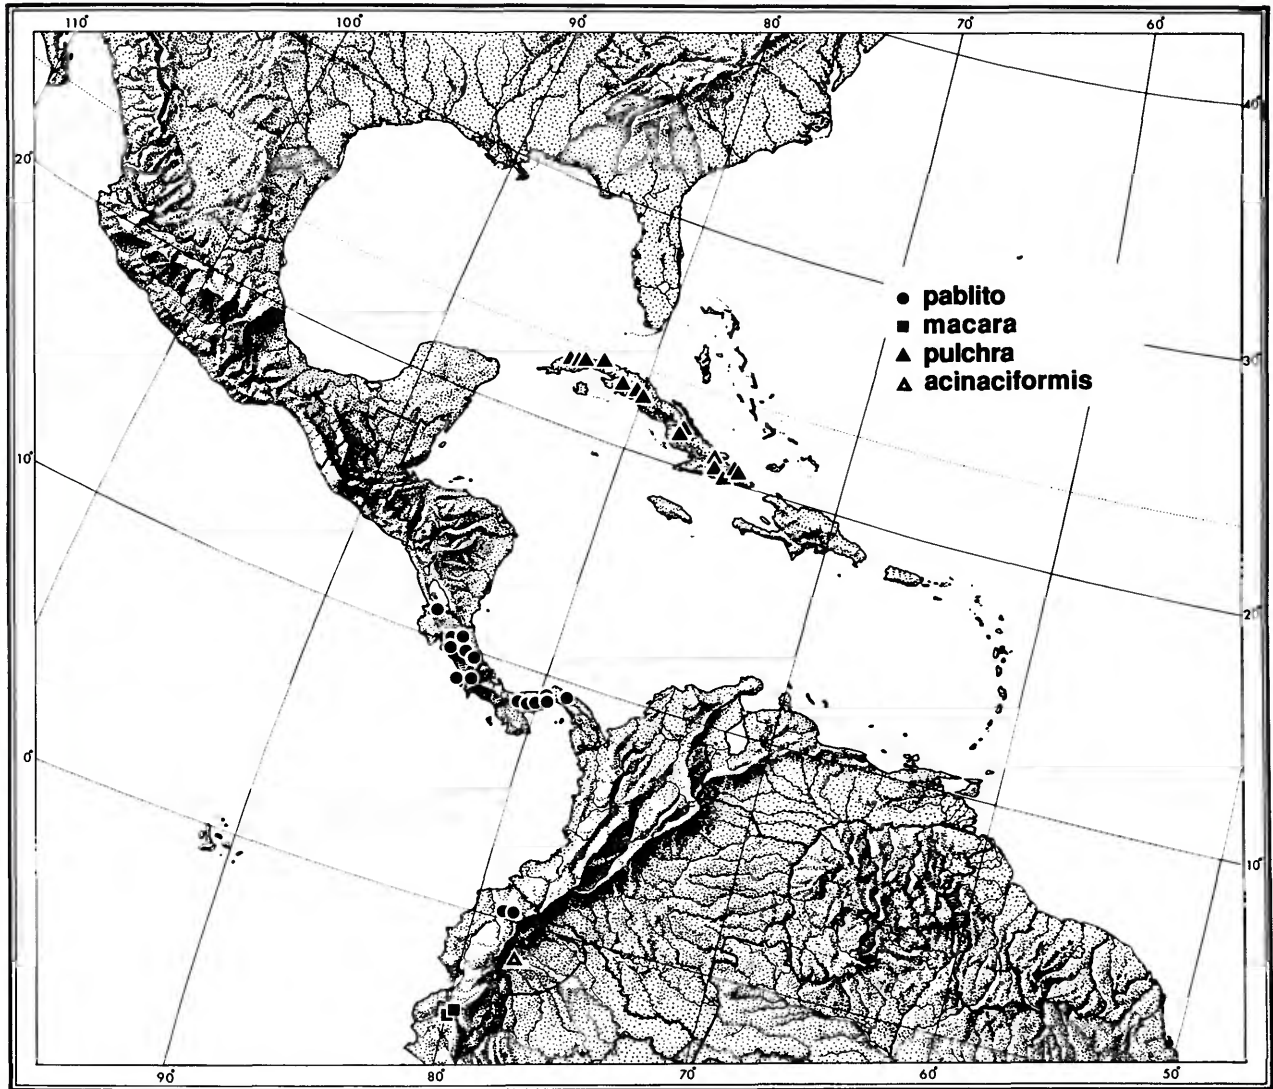 110° 100° 90° 80° 70° 60°
40°
20°
● pablito
■ macara
▲ pulchra
△ acinaciformis
30°
10°
20°
0°
10°
90° 80° 70° 60° 50°